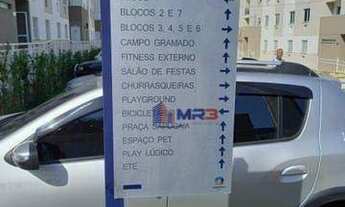 BLOCOS 2 E 7
BLOCOS 3, 4, 5 E 6
CAMPO GRAMADO
FITNESS EXTERNO
SALÃO DE FESTAS
CHURRASQUEIRAS
PLAYGROUND
BICICLET
MR3
PRAÇA
ESPAÇO PET
PLAY LÚDICO
ETE